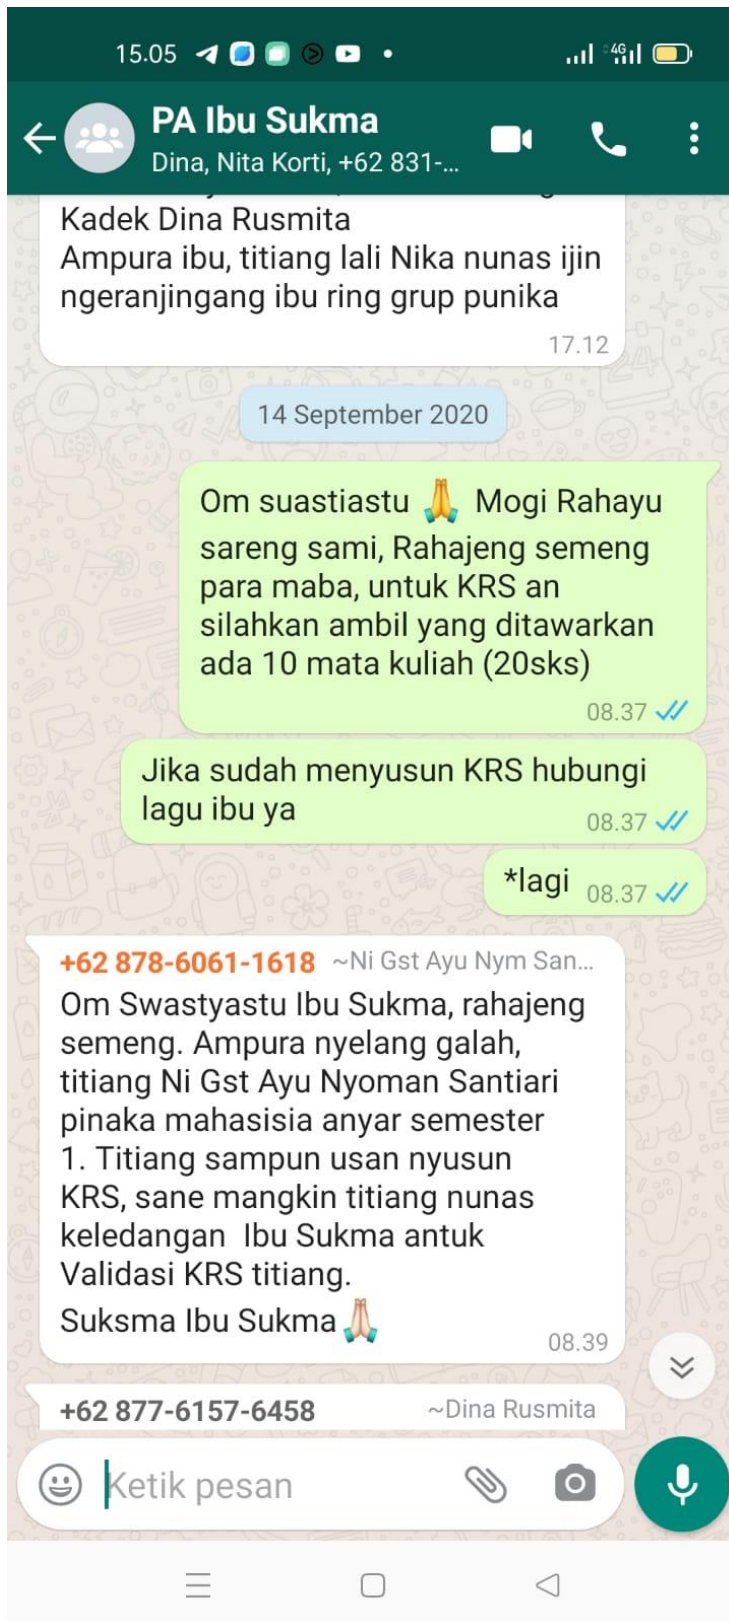 15.05
4G
PA Ibu Sukma
Dina, Nita Korti, +62 831-...
Kadek Dina Rusmita
Ampura ibu, titiang lali Nika nunas ijin
ngeranjingang ibu ring grup punika
17.12
14 September 2020
Om suastiastu 🙏 Mogi Rahayu
sareng sami, Rahajeng semeng
para maba, untuk KRS an
silahkan ambil yang ditawarkan
ada 10 mata kuliah (20sks)
08.37
Jika sudah menyusun KRS hubungi
lagu ibu ya
08.37
*lagi
08.37
+62 878-6061-1618 ~Ni Gst Ayu Nym San...
Om Swastyastu Ibu Sukma, rahajeng
semeng. Ampura nyelang galah,
titiang Ni Gst Ayu Nyoman Santiari
pinaka mahasisia anyar semester
1. Titiang sampun usan nyusun
KRS, sane mangkin titiang nunas
keledangan Ibu Sukma antuk
Validasi KRS titiang.
Suksma Ibu Sukma🙏🏻
08.39
+62 877-6157-6458 ~Dina Rusmita
Ketik pesan